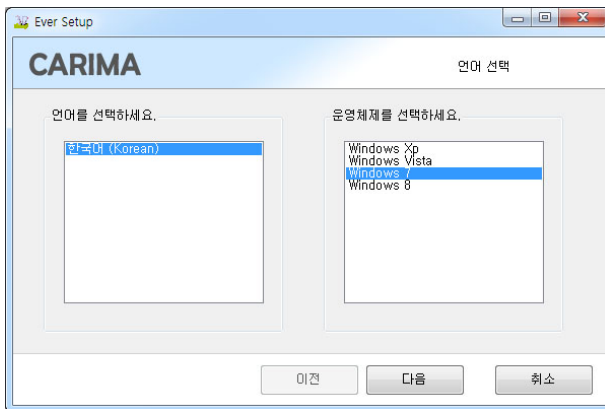 Ever Setup
CARIMA
언어 선택
언어를 선택하세요.
한국어 (Korean)
운영체제를 선택하세요.
Windows Xp
Windows Vista
Windows 7
Windows 8
이전
다음
취소